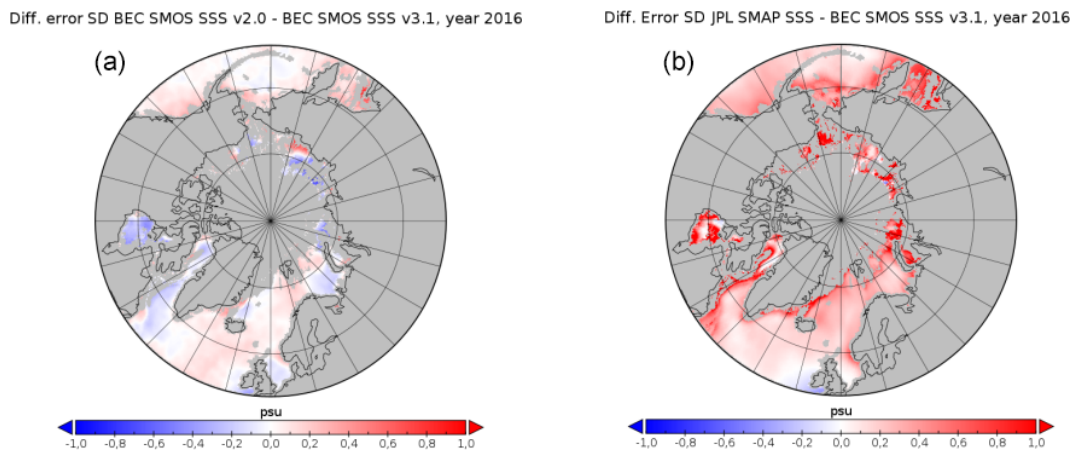 Diff. error SD BEC SMOS SSS v2.0 - BEC SMOS SSS v3.1, year 2016
(a)
psu
-1,0 -0,8 -0,6 -0,4 -0,2 0,0 0,2 0,4 0,6 0,8 1,0
Diff. Error SD JPL SMAP SSS - BEC SMOS SSS v3.1, year 2016
(b)
psu
-1,0 -0,8 -0,6 -0,4 -0,2 0,0 0,2 0,4 0,6 0,8 1,0